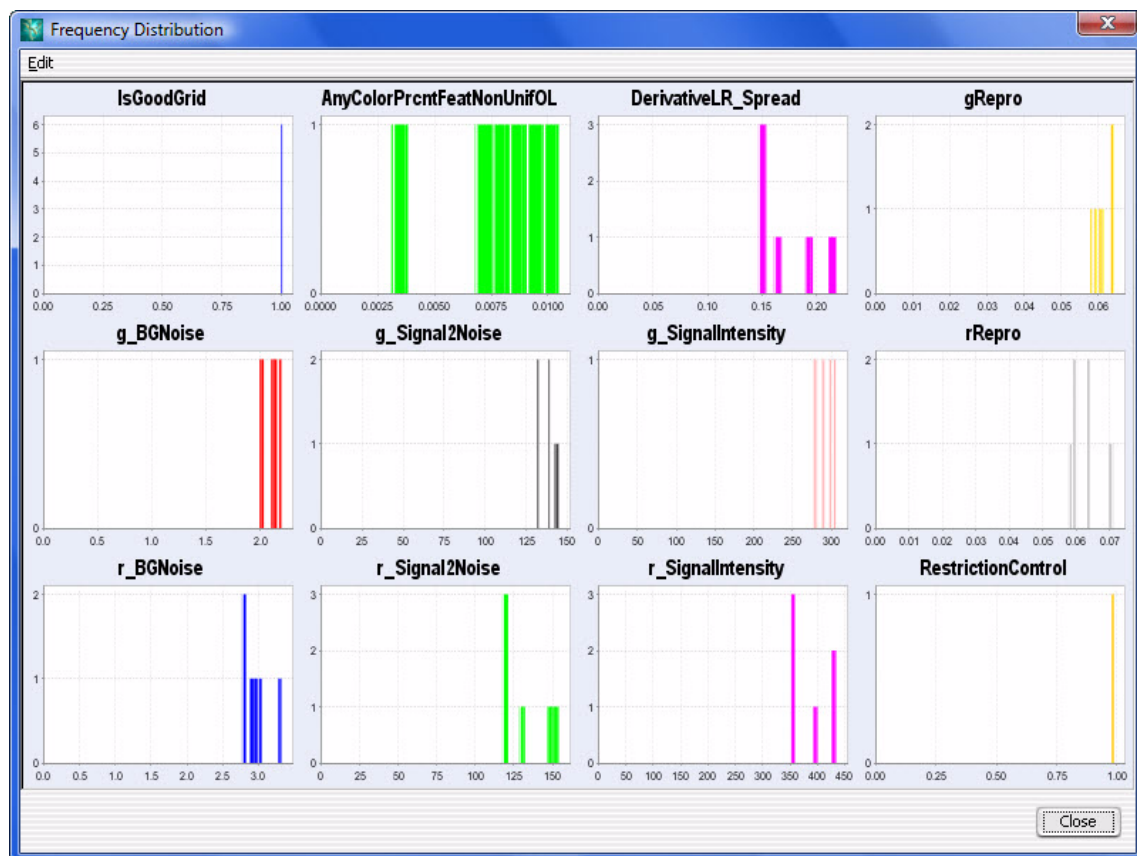 Frequency Distribution
Edit
IsGoodGrid
6
5
4
3
2
1
0
0.00 0.25 0.50 0.75 1.00
AnyColorPrcntFeatNonUnifOL
1
0
0.0000 0.0025 0.0050 0.0075 0.0100
DerivativeLR_Spread
3
2
1
0
0.00 0.05 0.10 0.15 0.20
gRepro
2
1
0
0.00 0.01 0.02 0.03 0.04 0.05 0.06
g_BGNoise
1
0
0.0 0.5 1.0 1.5 2.0
g_Signal2Noise
2
1
0
0 25 50 75 100 125 150
g_SignalIntensity
1
0
0 50 100 150 200 250 300
rRepro
2
1
0
0.00 0.01 0.02 0.03 0.04 0.05 0.06 0.07
r_BGNoise
2
1
0
0.0 0.5 1.0 1.5 2.0 2.5 3.0
r_Signal2Noise
3
2
1
0
0 25 50 75 100 125 150
r_SignalIntensity
3
2
1
0
0 50 100 150 200 250 300 350 400 450
RestrictionControl
1
0
0.00 0.25 0.50 0.75 1.00
Close